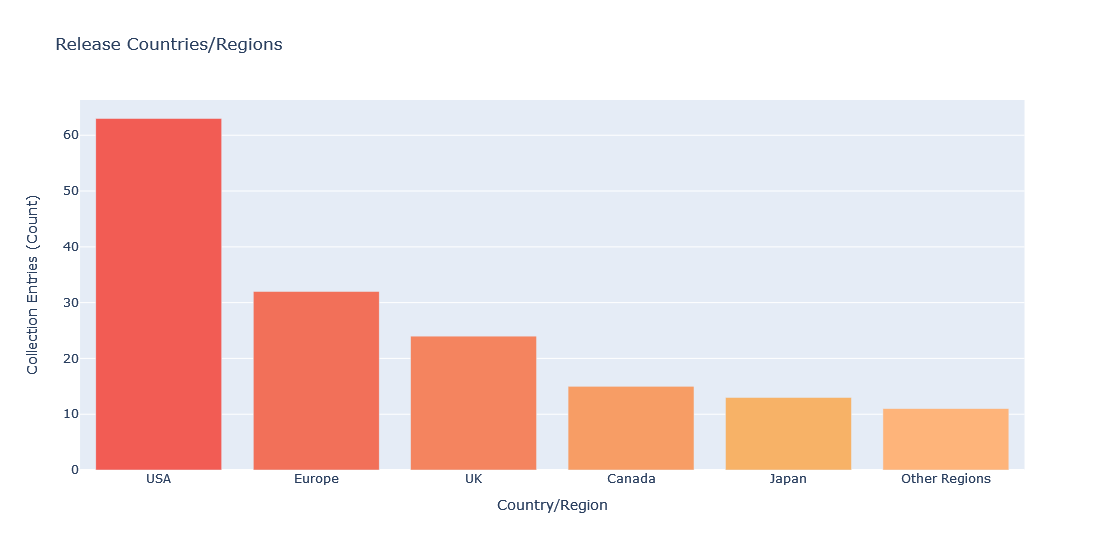 Release Countries/Regions
Collection Entries (Count)
60
50
40
30
20
10
0
USA Europe UK Canada Japan Other Regions
Country/Region